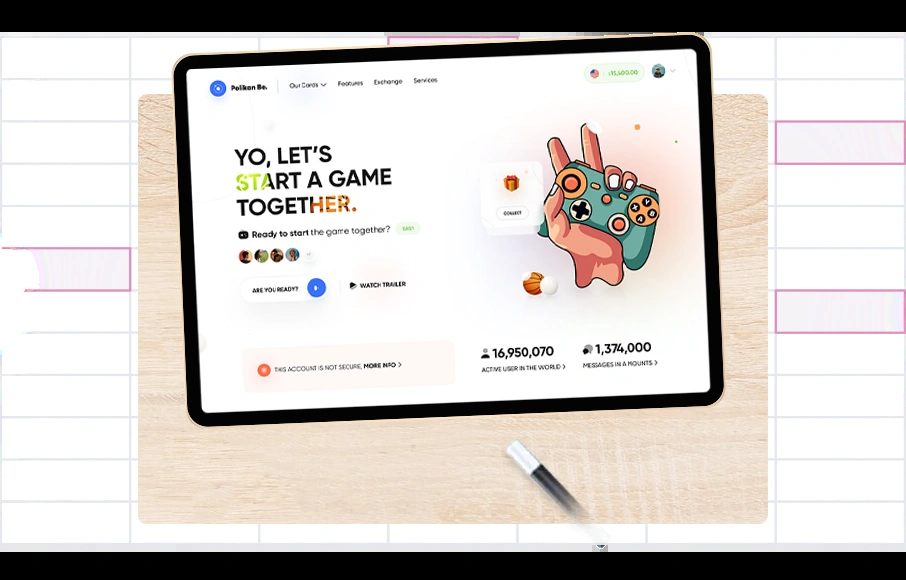 Pelikan Be.
Our Cards
Features
Exchange
Services
15,400.00
YO, LET'S
START A GAME
TOGETHER.
Ready to start the game together?
EASY
ARE YOU READY?
WATCH TRAILER
COLLECT
Y
X
B
A
THIS ACCOUNT IS NOT SECURE, MORE INFO >
16,950,070
ACTIVE USER IN THE WORLD >
1,374,000
MESSAGES IN A MOUNTS >